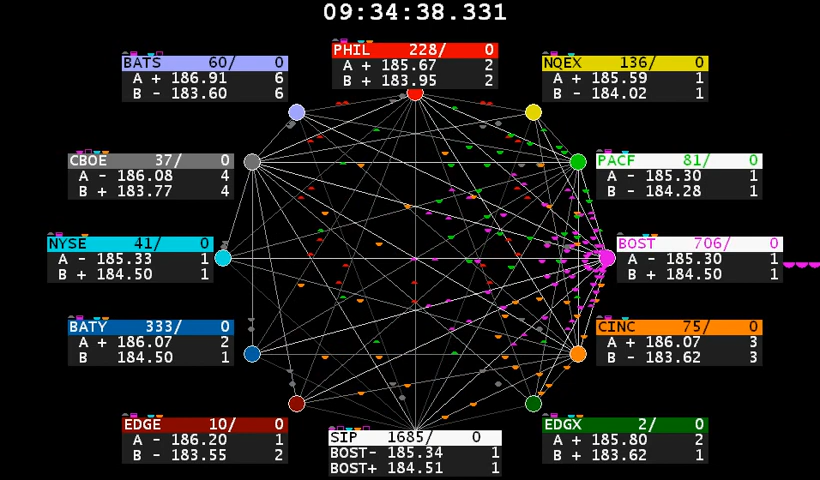 09:34:38.331
PHIL 228/ 0
A + 185.67 2
B + 183.95 2
BATS 60/ 0
A + 186.91 6
B - 183.60 6
NQEX 136/ 0
A + 185.59 1
B - 184.02 1
CBOE 37/ 0
A - 186.08 4
B + 183.77 4
PACF 81/ 0
A - 185.30 1
B - 184.28 1
NYSE 41/ 0
A - 185.33 1
B + 184.50 1
BOST 706/ 0
A - 185.30 1
B + 184.50 1
BATY 333/ 0
A + 186.07 2
B 184.50 1
CINC 75/ 0
A + 186.07 3
B - 183.62 3
EDGE 10/ 0
A - 186.20 1
B - 183.55 2
SIP 1685/ 0
BOST- 185.34 1
BOST+ 184.51 1
EDGX 2/ 0
A + 185.80 2
B + 183.62 1